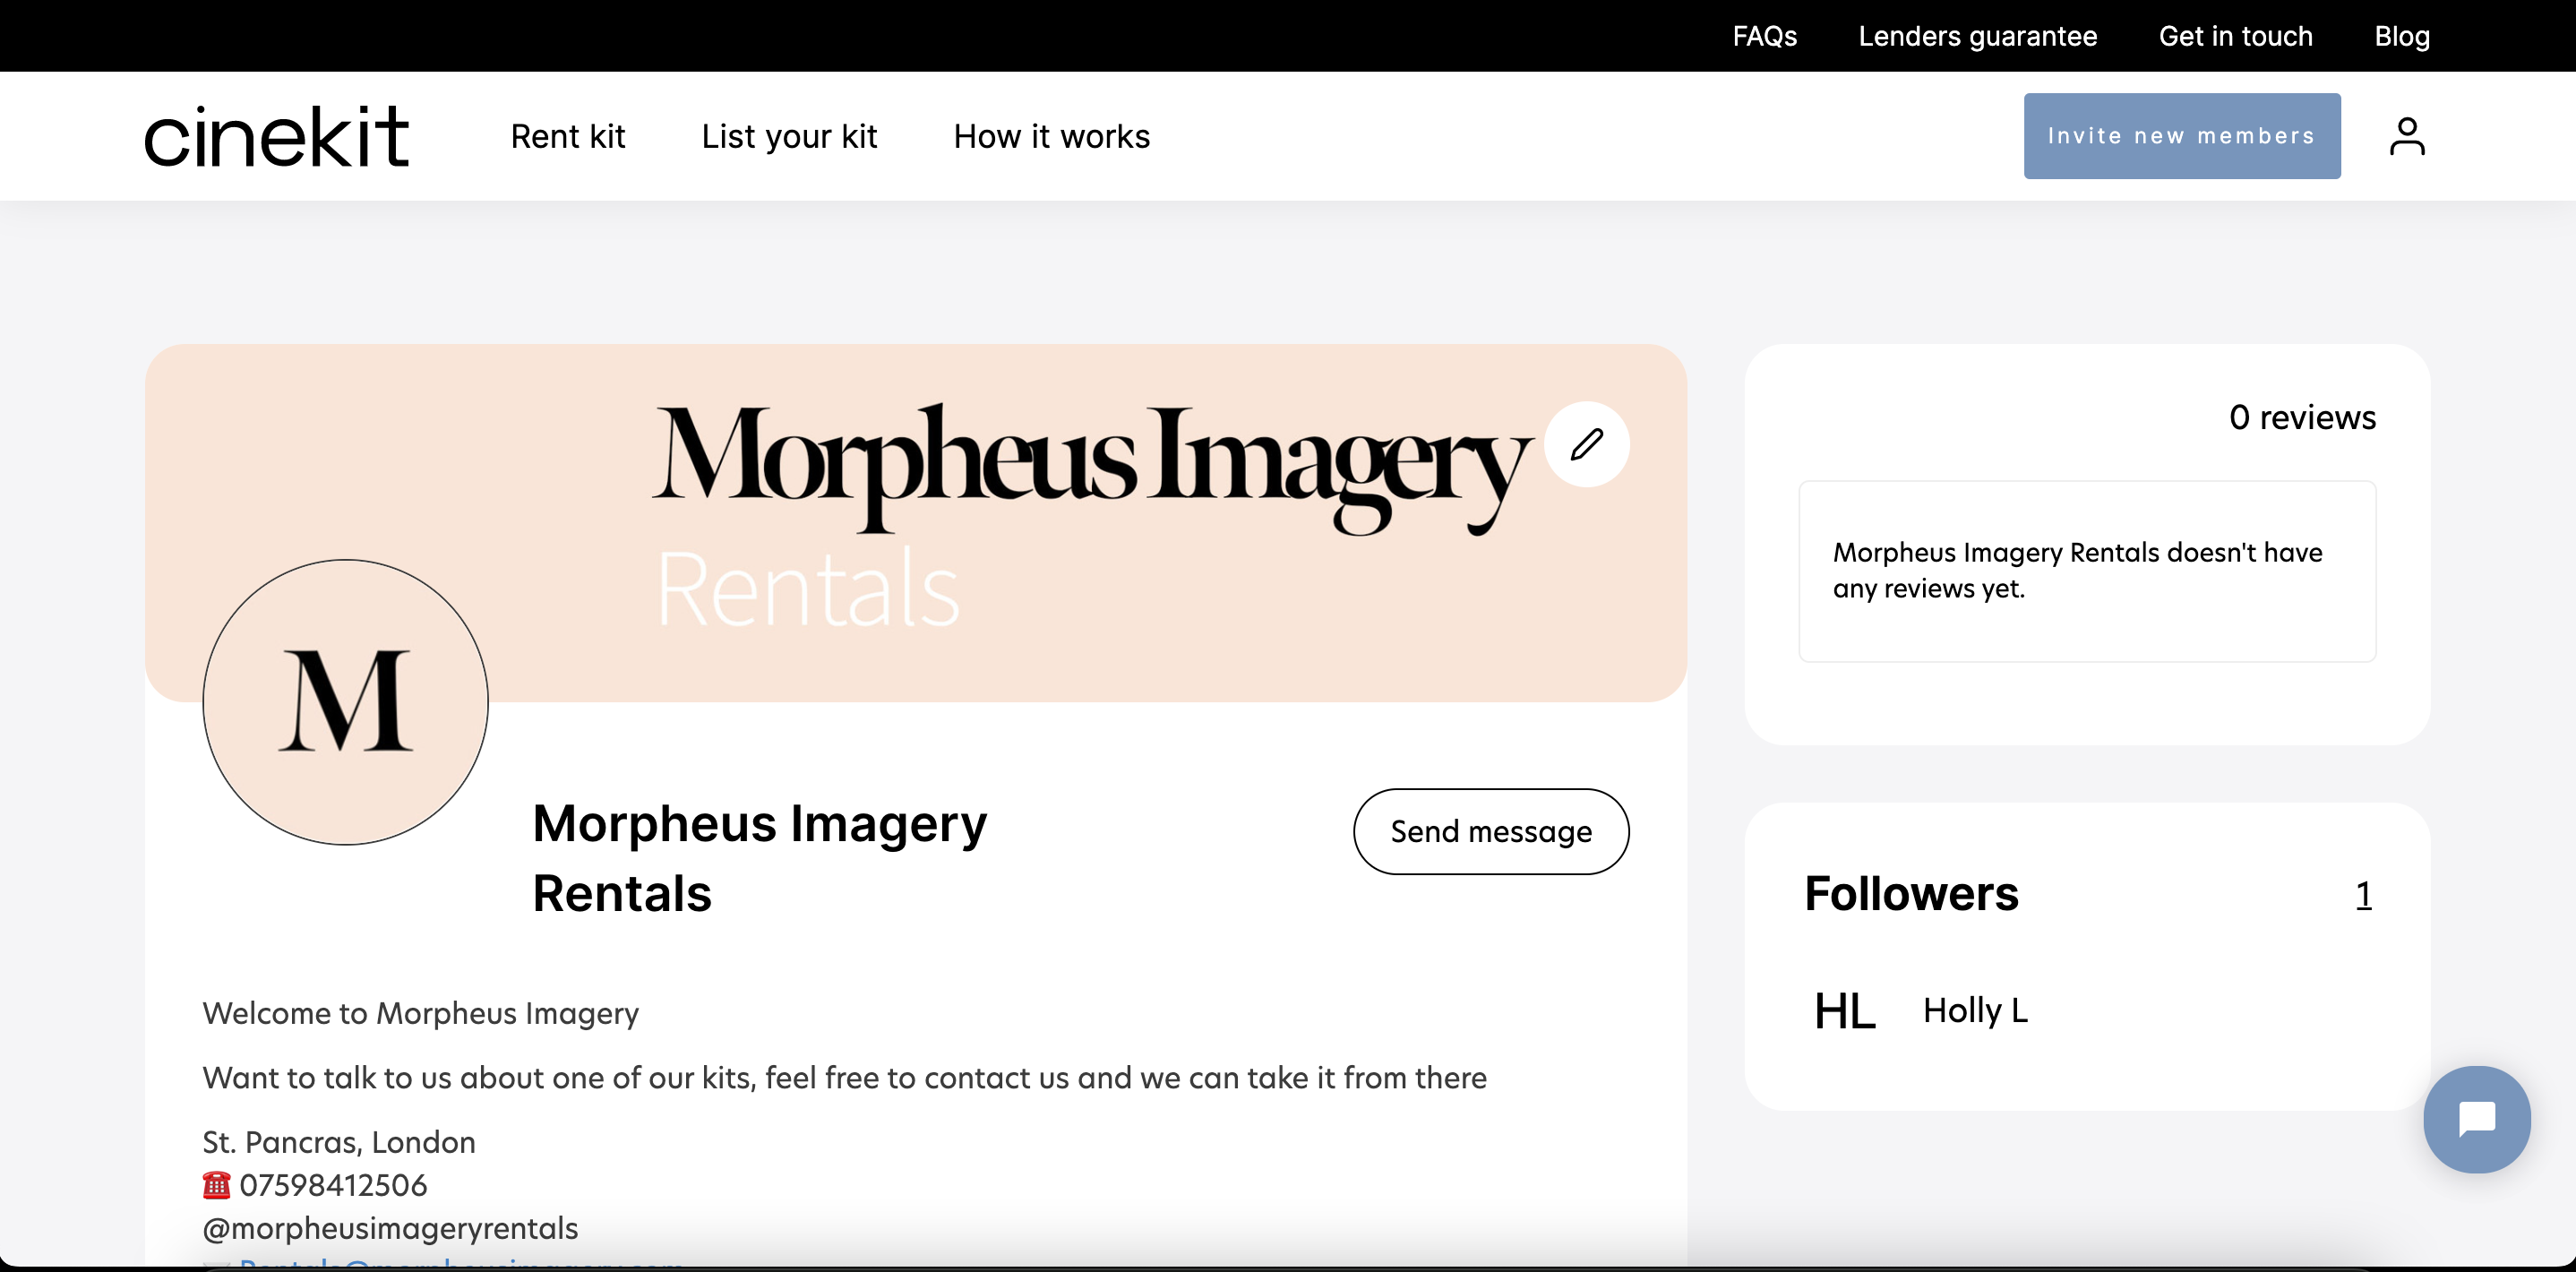 FAQs Lenders guarantee Get in touch Blog
cinekit Rent kit List your kit How it works Invite new members
Morpheus Imagery
Rentals
M
Morpheus Imagery
Rentals
Send message
Welcome to Morpheus Imagery
Want to talk to us about one of our kits, feel free to contact us and we can take it from there
St. Pancras, London
☎️ 07598412506
@morpheusimageryrentals
Rentals@morpheusimagery.com
0 reviews
Morpheus Imagery Rentals doesn't have
any reviews yet.
Followers 1
HL Holly L